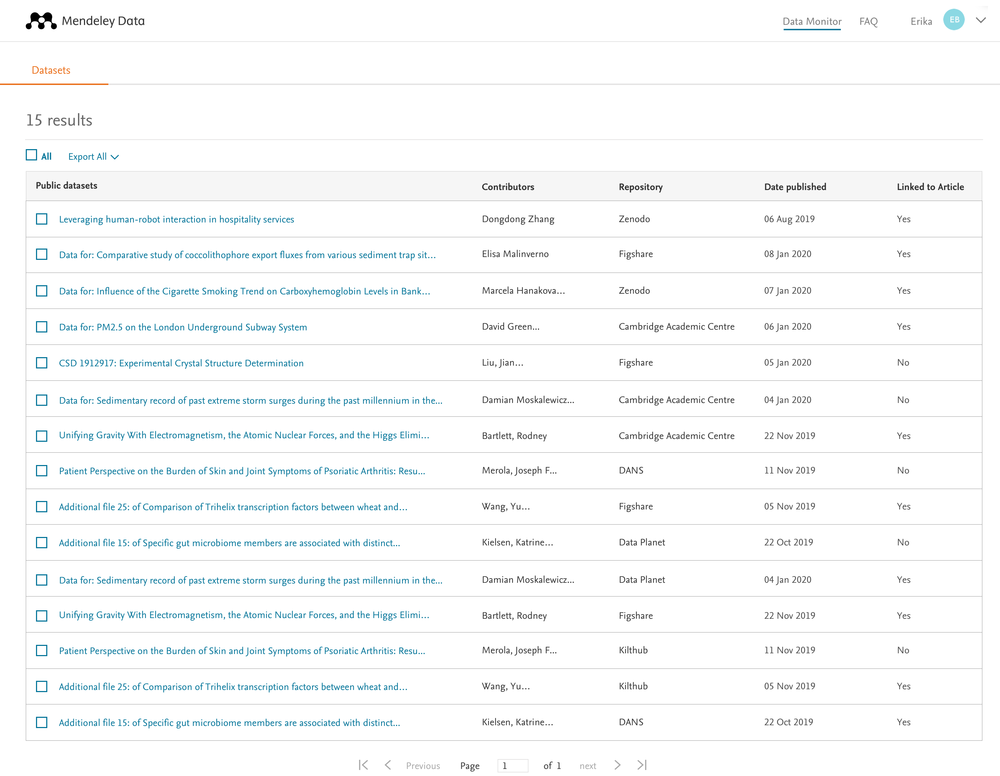 Mendeley Data
Data Monitor FAQ Erika EB
Datasets
15 results
All Export All
Public datasets Contributors Repository Date published Linked to Article
Leveraging human-robot interaction in hospitality services Dongdong Zhang Zenodo 06 Aug 2019 Yes
Data for: Comparative study of coccolithophore export fluxes from various sediment trap sit... Elisa Malinverno Figshare 08 Jan 2020 Yes
Data for: Influence of the Cigarette Smoking Trend on Carboxyhemoglobin Levels in Bank... Marcela Hanakova... Zenodo 07 Jan 2020 Yes
Data for: PM2.5 on the London Underground Subway System David Green... Cambridge Academic Centre 06 Jan 2020 Yes
CSD 1912917: Experimental Crystal Structure Determination Liu, Jian... Figshare 05 Jan 2020 No
Data for: Sedimentary record of past extreme storm surges during the past millennium in the... Damian Moskalewicz... Cambridge Academic Centre 04 Jan 2020 No
Unifying Gravity With Electromagnetism, the Atomic Nuclear Forces, and the Higgs Elimi... Bartlett, Rodney Cambridge Academic Centre 22 Nov 2019 Yes
Patient Perspective on the Burden of Skin and Joint Symptoms of Psoriatic Arthritis: Resu... Merola, Joseph F... DANS 11 Nov 2019 No
Additional file 25: of Comparison of Trihelix transcription factors between wheat and... Wang, Yu... Figshare 05 Nov 2019 Yes
Additional file 15: of Specific gut microbiome members are associated with distinct... Kielsen, Katrine... Data Planet 22 Oct 2019 No
Data for: Sedimentary record of past extreme storm surges during the past millennium in the... Damian Moskalewicz... Data Planet 04 Jan 2020 Yes
Unifying Gravity With Electromagnetism, the Atomic Nuclear Forces, and the Higgs Elimi... Bartlett, Rodney Figshare 22 Nov 2019 Yes
Patient Perspective on the Burden of Skin and Joint Symptoms of Psoriatic Arthritis: Resu... Merola, Joseph F... Kilthub 11 Nov 2019 No
Additional file 25: of Comparison of Trihelix transcription factors between wheat and... Wang, Yu... Kilthub 05 Nov 2019 Yes
Additional file 15: of Specific gut microbiome members are associated with distinct... Kielsen, Katrine... DANS 22 Oct 2019 Yes
Previous Page 1 of 1 next